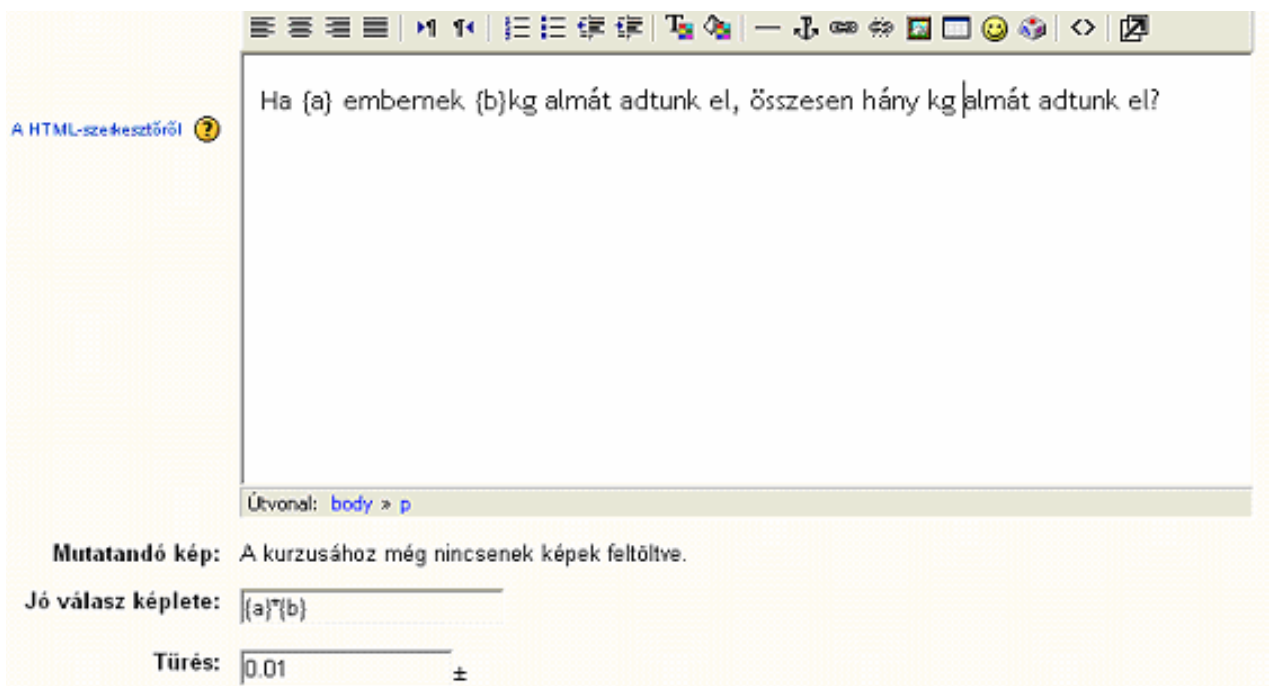 Ha {a} embernek {b}kg almát adtunk el, összesen hány kg almát adtunk el?
A HTML-szerkesztőről
Útvonal: body » p
Mutatandó kép: A kurzusához még nincsenek képek feltöltve.
Jó válasz képlete: {a}*{b}
Tűrés: 0.01 ±